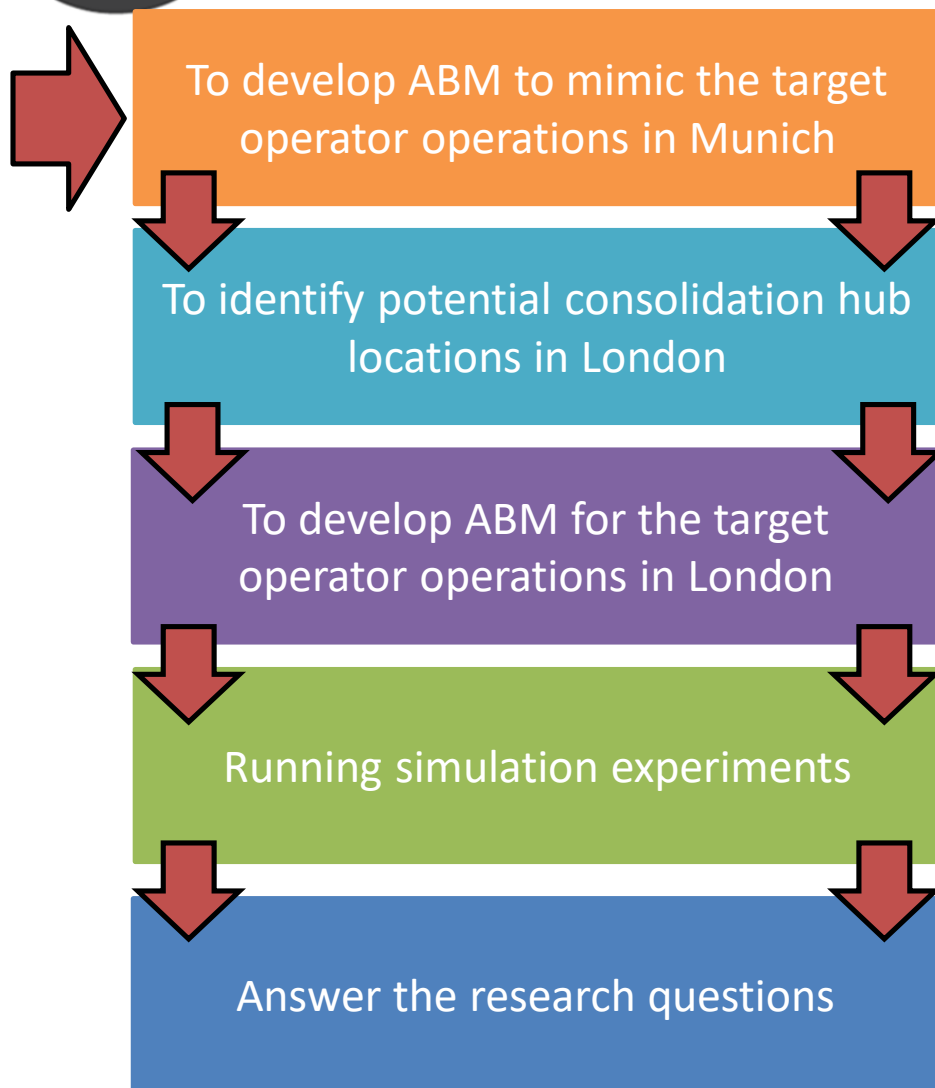 To develop ABM to mimic the target
operator operations in Munich
To identify potential consolidation hub
locations in London
To develop ABM for the target
operator operations in London
Running simulation experiments
Answer the research questions